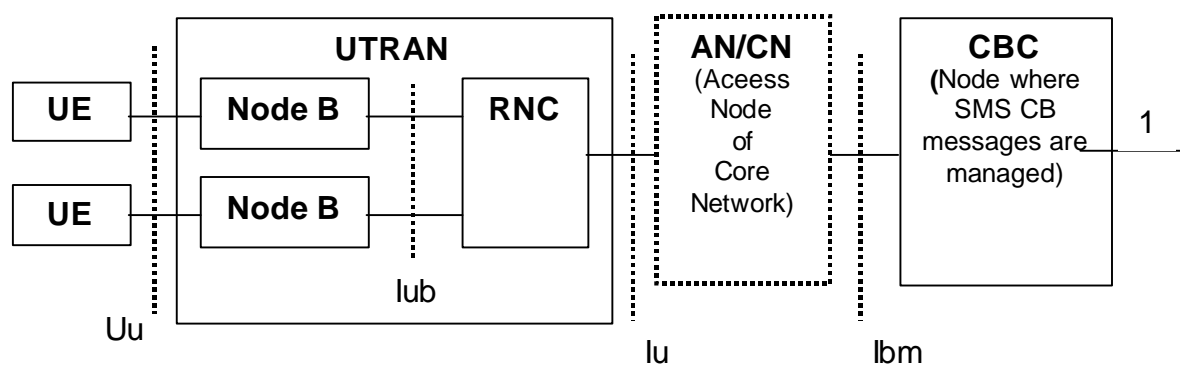 UTRAN
UE
Node B
RNC
UE
Node B
Iub
Uu
AN/CN
(Aceess
Node
of
Core
Network)
Iu
Ibm
CBC
(Node where
SMS CB
messages are
managed)
1